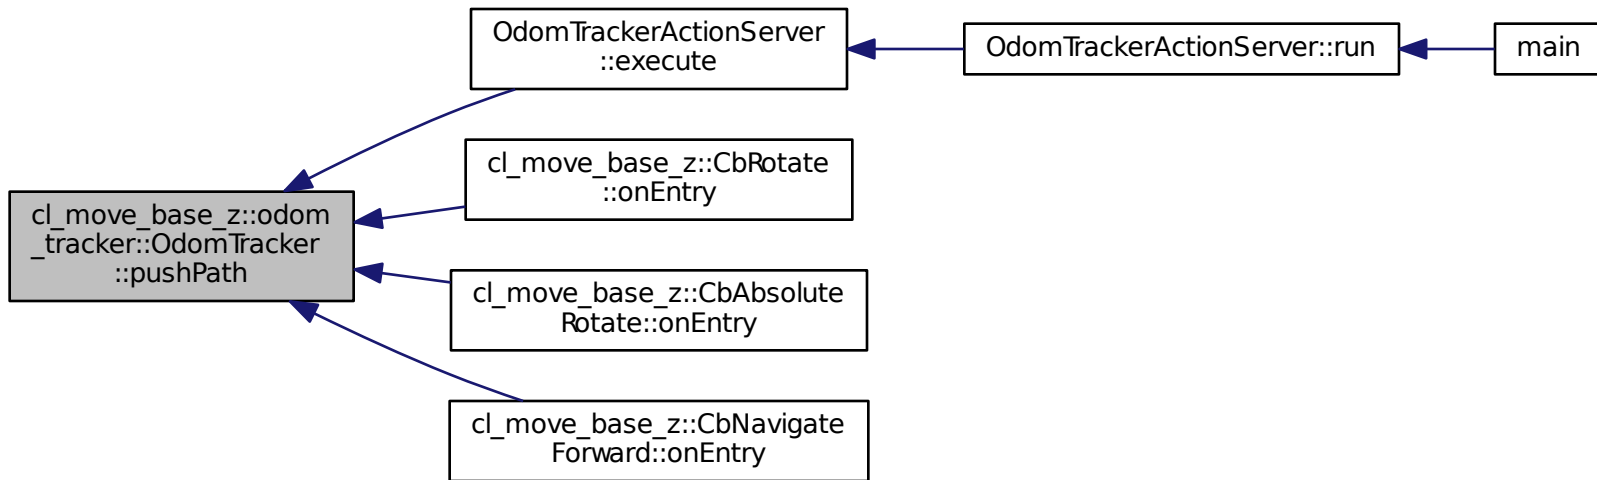 OdomTrackerActionServer
::execute
OdomTrackerActionServer::run
main
cl_move_base_z::CbRotate
::onEntry
cl_move_base_z::odom
_tracker::OdomTracker
::pushPath
cl_move_base_z::CbAbsolute
Rotate::onEntry
cl_move_base_z::CbNavigate
Forward::onEntry